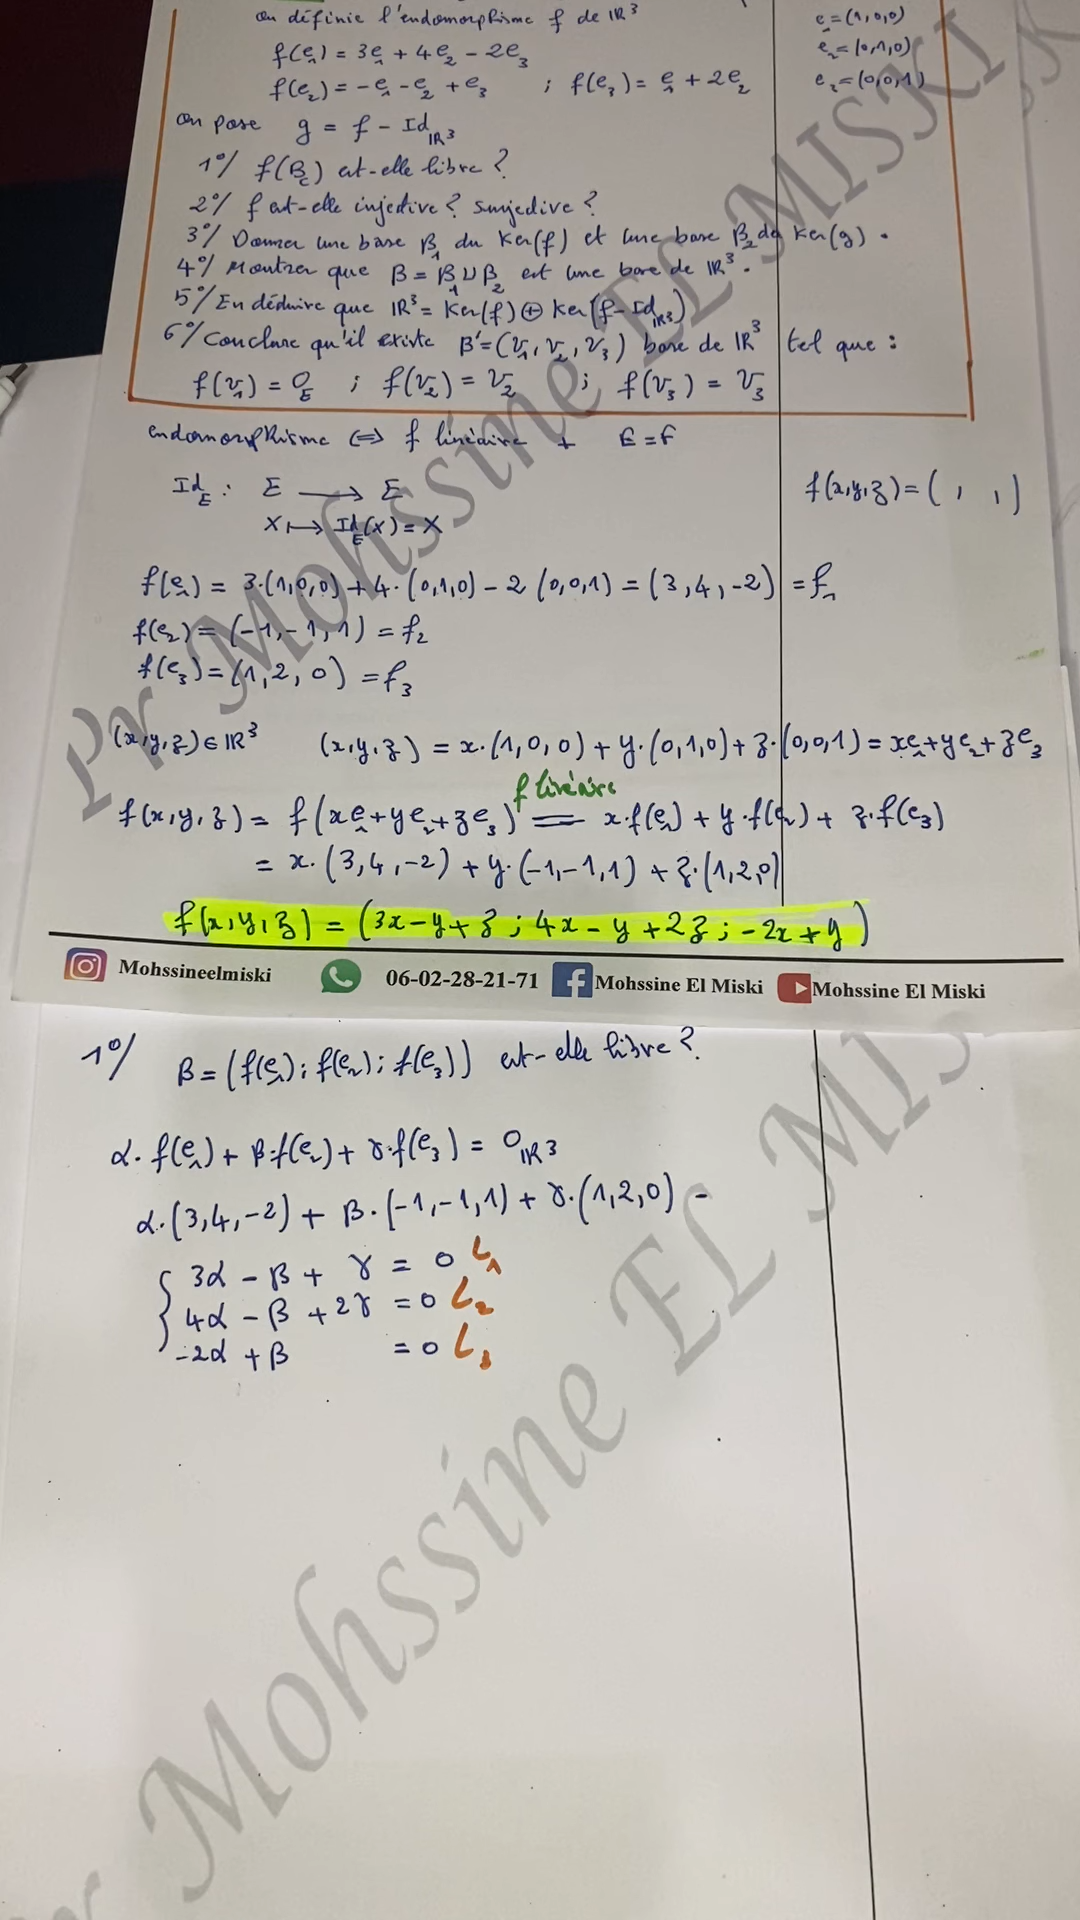 On définie l'endomorphisme f de IR³
e₁=(1,0,0)
f(e₁) = 3e₁ + 4e₂ - 2e₃
e₂=(0,1,0)
f(e₂) = -e₁ - e₂ + e₃ ; f(e₃) = e₁ + 2e₂
e₃=(0,0,1)
On pose g = f - Id_IR³
1°/ f(Bc) est-elle libre ?
2°/ f est-elle injective ? surjective ?
3°/ Donner une base β₁ du Ker(f) et une base β₂ de Ker(g).
4°/ Montrer que β = β₁ ∪ β₂ est une base de IR³.
5°/ En déduire que IR³ = Ker(f) ⊕ Ker(f-Id_IR³)
6°/ Conclure qu'il existe β'=(V₁, V₂, V₃) base de IR³ tel que :
f(V₁) = 0_E ; f(V₂) = V₂ ; f(V₃) = V₃
endomorphisme ⟺ f linéaire + E=F
Id_E : E ⟶ E
f(x,y,z) = ( , , )
X ⟼ Id_E(x) = X
f(e₁) = 3·(1,0,0) + 4·(0,1,0) - 2(0,0,1) = (3,4,-2) = f₁
f(e₂) = (-1,-1,1) = f₂
f(e₃) = (1,2,0) = f₃
(x,y,z) ∈ IR³ (x,y,z) = x·(1,0,0) + y·(0,1,0) + z·(0,0,1) = xe₁+ye₂+ze₃
f linéaire
f(x,y,z) = f(xe₁+ye₂+ze₃) = x·f(e₁) + y·f(e₂) + z·f(e₃)
= x·(3,4,-2) + y·(-1,-1,1) + z·(1,2,0)
f(x,y,z) = (3x-y+z ; 4x-y+2z ; -2x+y)
Mohssineelmiski 06-02-28-21-71 Mohssine El Miski Mohssine El Miski
1°/ β = (f(e₁) ; f(e₂) ; f(e₃)) est-elle libre ?
α·f(e₁) + β·f(e₂) + γ·f(e₃) = 0_IR³
α·(3,4,-2) + β·(-1,-1,1) + γ·(1,2,0) -
3α - β + γ = 0 L₁
4α - β + 2γ = 0 L₂
-2α + β = 0 L₃
Pr Mohssine EL MISKI